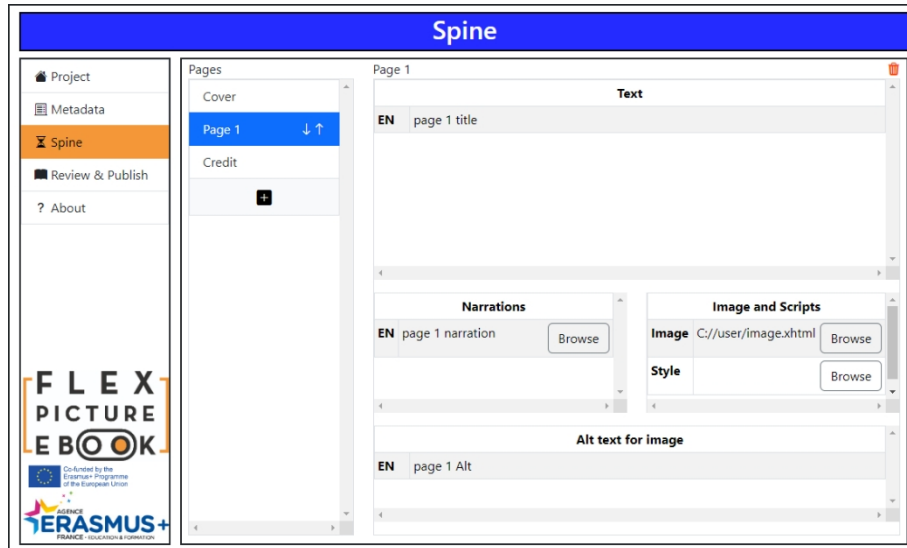 Spine
Project
Metadata
Spine
Review & Publish
? About
FLEX
PICTURE
EBOOK
Co-funded by the
Erasmus+ Programme
of the European Union
AGENCE
ERASMUS+
FRANCE - EDUCATION & FORMATION
Pages
Cover
Page 1
Credit
Page 1
Text
EN page 1 title
Narrations
EN page 1 narration Browse
Image and Scripts
Image C://user/image.xhtml Browse
Style Browse
Alt text for image
EN page 1 Alt